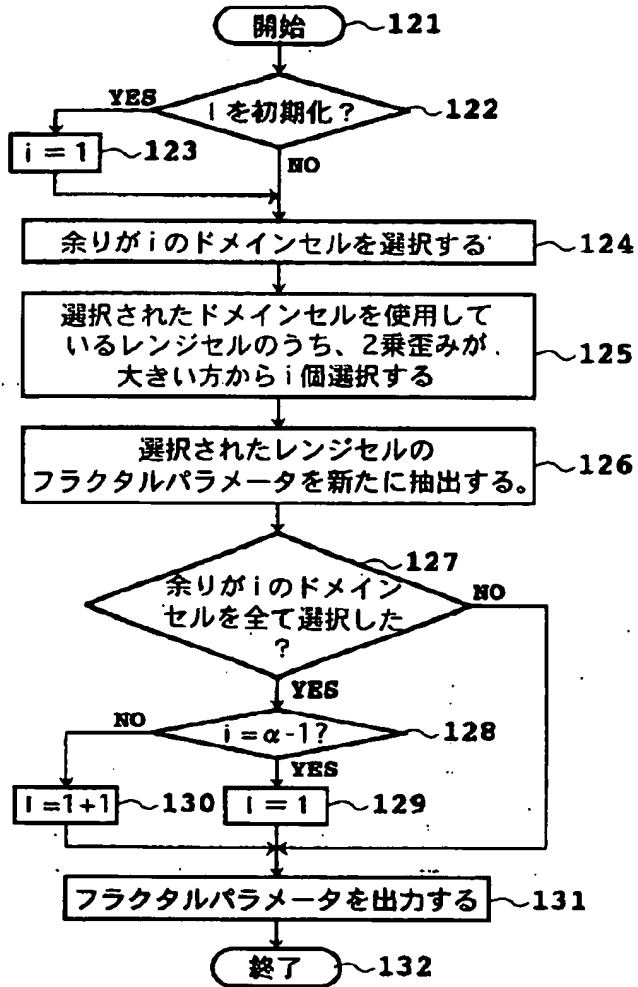 開始 121
YES
iを初期化? 122
i = 1 123
NO
余りがiのドメインセルを選択する 124
選択されたドメインセルを使用して
いるレンジセルのうち、2乗歪みが
大きい方からi個選択する
125
選択されたレンジセルの
フラクタルパラメータを新たに抽出する。
126
127
余りがiのドメイン
セルを全て選択した
?
NO
YES
NO
i = α-1? 128
YES
i = 1+1 130
i = 1 129
フラクタルパラメータを出力する 131
終了 132